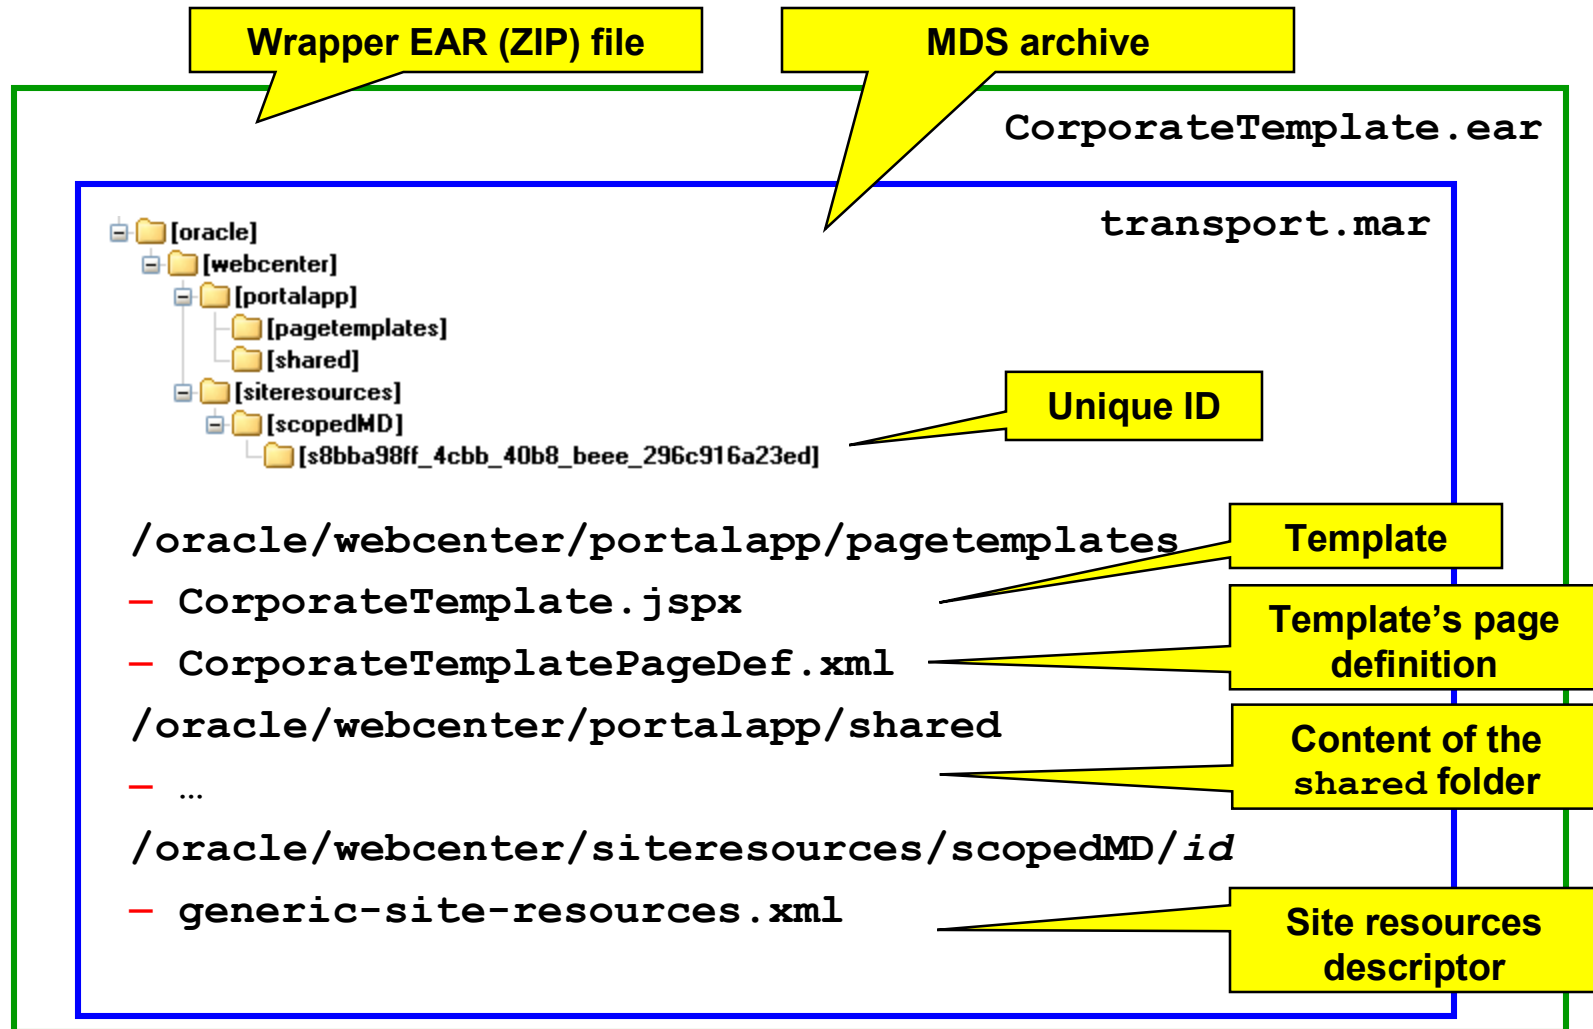 Wrapper EAR (ZIP) file
MDS archive
CorporateTemplate.ear
transport.mar
[oracle]
[webcenter]
[portalapp]
[pagetemplates]
[shared]
[siteresources]
[scopedMD]
[s8bba98ff_4cbb_40b8_beee_296c916a23ed]
Unique ID
/oracle/webcenter/portalapp/pagetemplates
Template
– CorporateTemplate.jspx
– CorporateTemplatePageDef.xml
Template’s page
definition
/oracle/webcenter/portalapp/shared
– …
Content of the
shared folder
/oracle/webcenter/siteresources/scopedMD/id
– generic-site-resources.xml
Site resources
descriptor